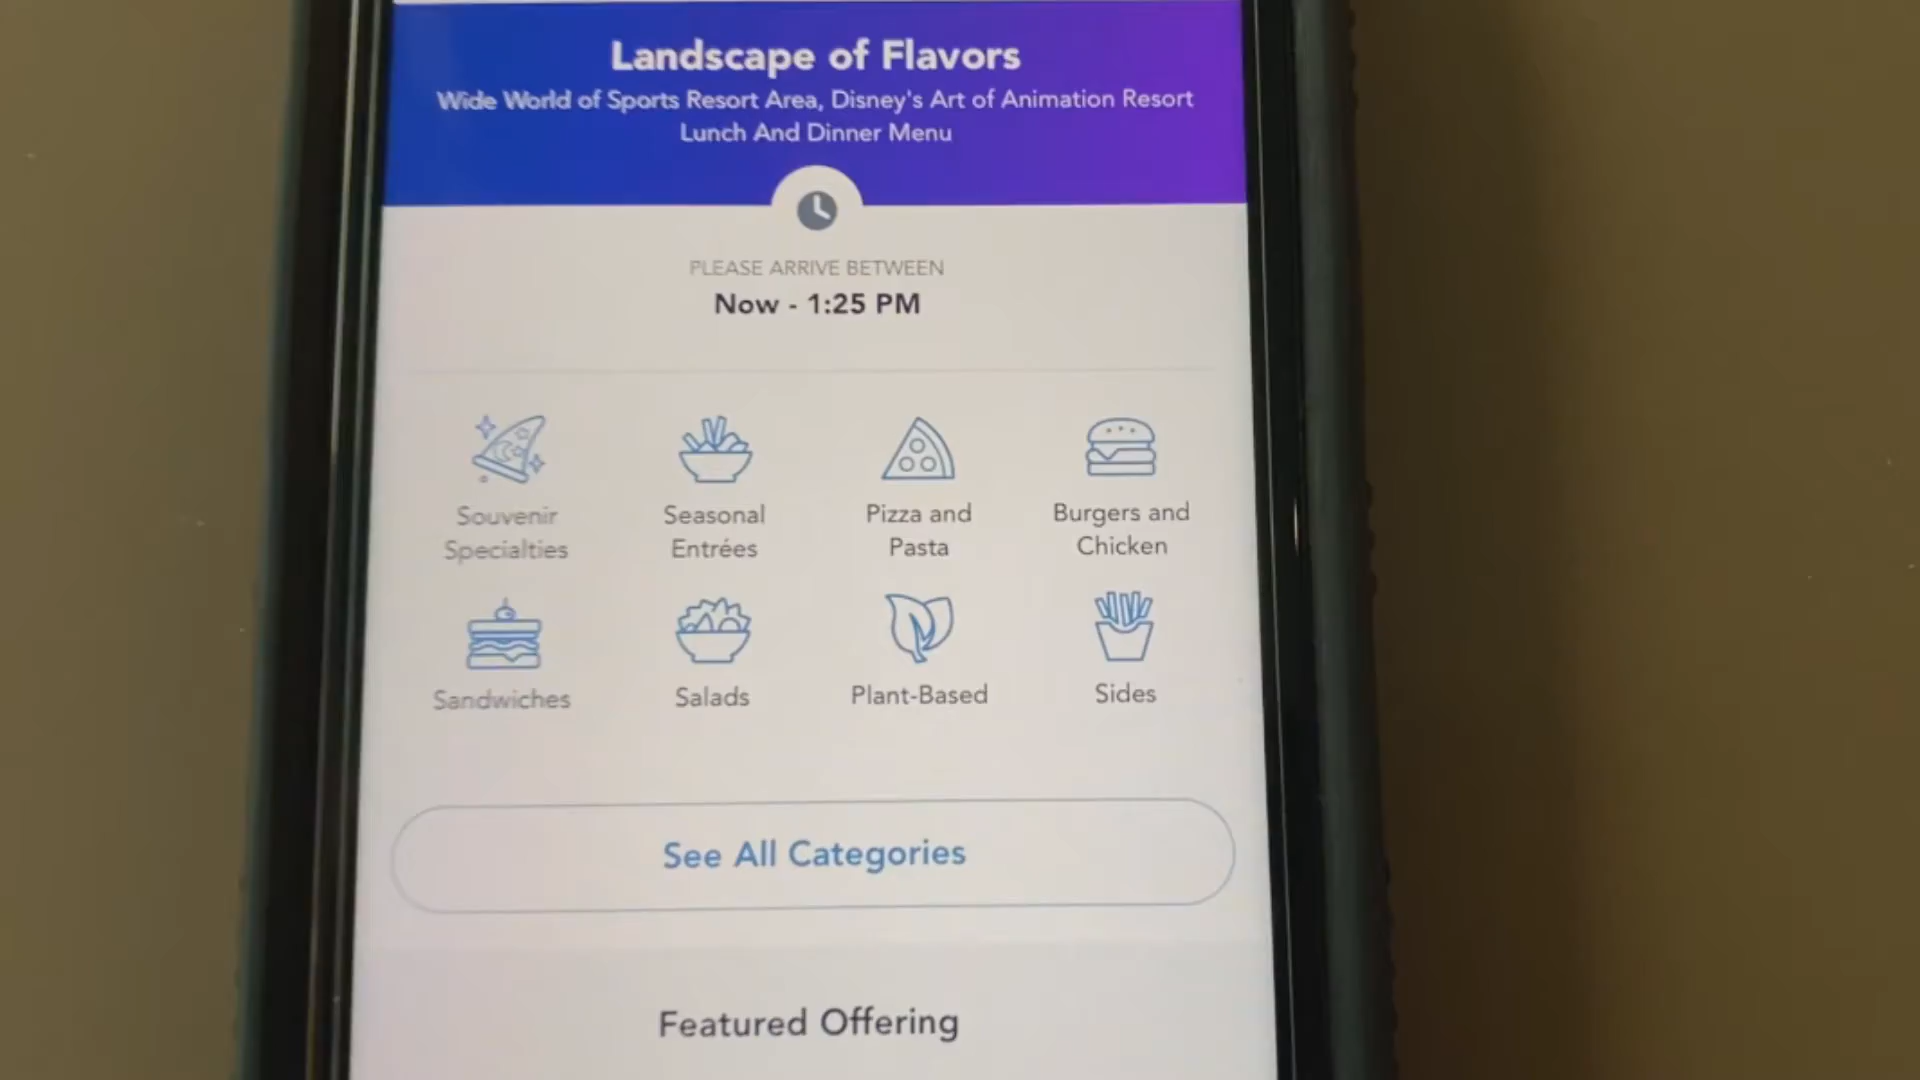 Landscape of Flavors
Wide World of Sports Resort Area, Disney's Art of Animation Resort
Lunch And Dinner Menu
PLEASE ARRIVE BETWEEN
Now - 1:25 PM
Souvenir
Specialties
Seasonal
Entrées
Pizza and
Pasta
Burgers and
Chicken
Sandwiches
Salads
Plant-Based
Sides
See All Categories
Featured Offering